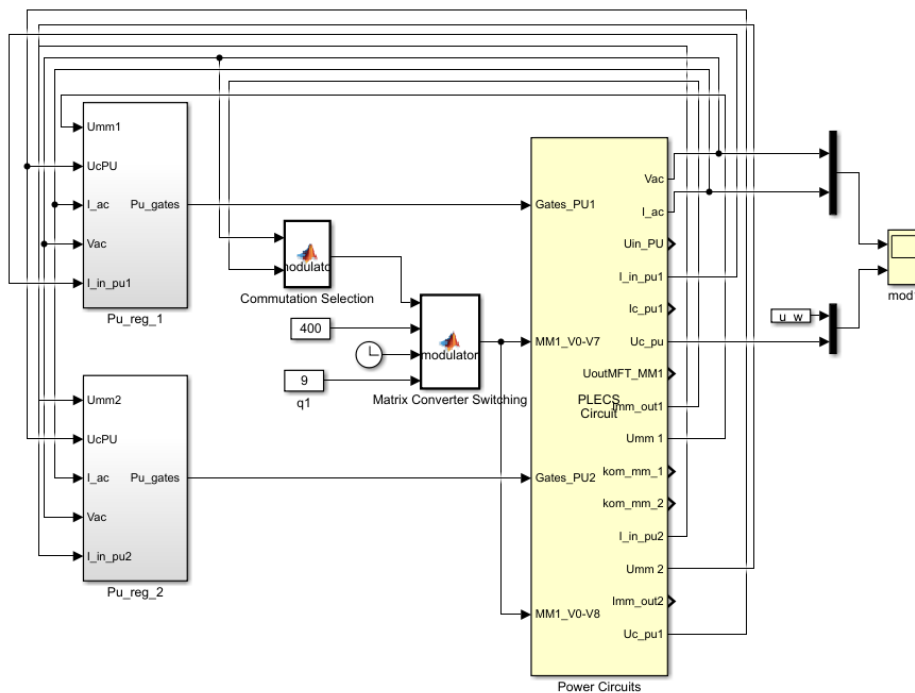 Umm1
UcPU
I_ac
Pu_gates
Vac
I_in_pu1
Pu_reg_1
modulato
Commutation Selection
400
9
q1
modulator
Matrix Converter Switching
Umm2
UcPU
I_ac
Pu_gates
Vac
I_in_pu2
Pu_reg_2
Gates_PU1
MM1_V0-V7
Gates_PU2
MM1_V0-V8
PLECS
Circuit
Vac
I_ac
Uin_PU
I_in_pu1
Ic_pu1
Uc_pu
UoutMFT_MM1
Imm_out1
Umm 1
kom_mm_1
kom_mm_2
I_in_pu2
Umm 2
Imm_out2
Uc_pu1
Power Circuits
u_w
mod